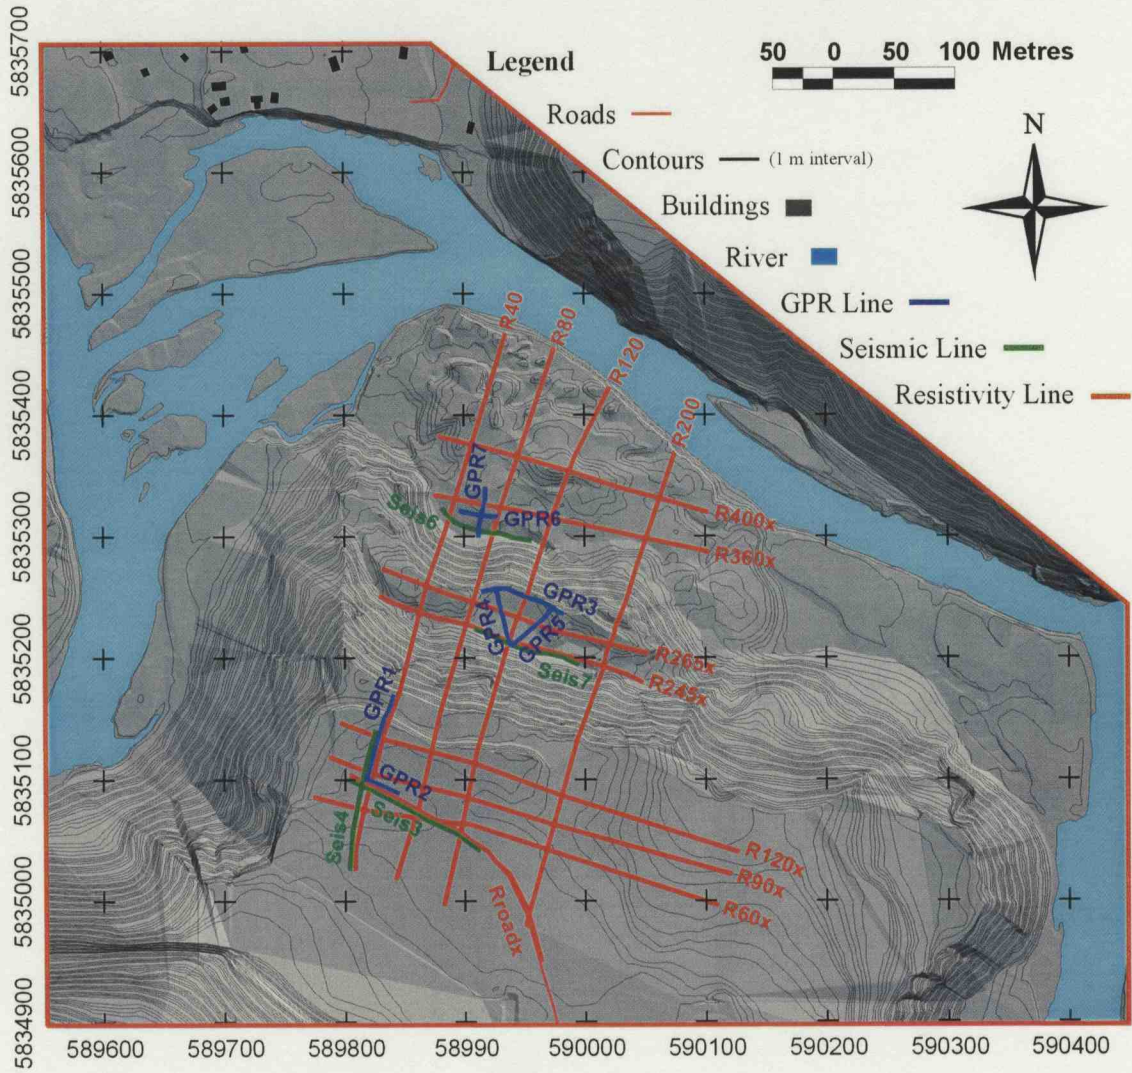 Legend
50 0 50 100 Metres
Roads
Contours (1 m interval)
Buildings
River
GPR Line
Seismic Line
Resistivity Line
N
5835700
5835600
5835500
5835400
5835300
5835200
5835100
5835000
5834900
R40
R80
R120
R200
GPR7
Seis6
GPR6
R400x
R360x
GPR3
GPR4
GPR5
Seis7
R265x
R245x
GPR1
GPR2
Seis4
Seis3
R120x
R90x
R60x
Rroadx
589600 589700 589800 589900 590000 590100 590200 590300 590400